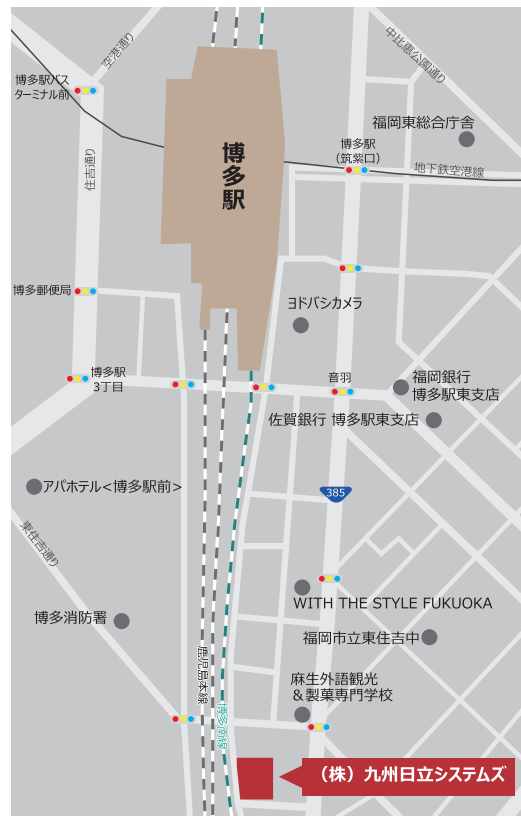 空港通り
中比恵公園通り
博多駅バス
ターミナル前
福岡東総合庁舎
博多駅
博多駅
(筑紫口)
地下鉄空港線
住吉通り
博多郵便局
ヨドバシカメラ
博多駅
3丁目
音羽
福岡銀行
博多駅東支店
佐賀銀行 博多駅東支店
アパホテル<博多駅前>
385
東住吉通り
WITH THE STYLE FUKUOKA
博多消防署
福岡市立東住吉中
鹿児島本線
麻生外語観光
&製菓専門学校
博多南線
(株)九州日立システムズ